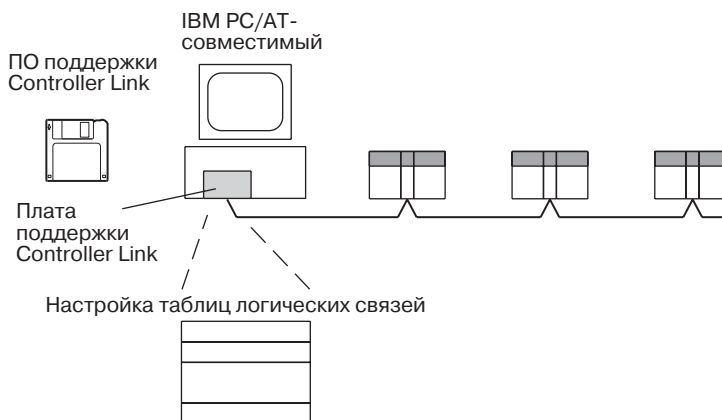 IBM PC/AT-
совместимый
ПО поддержки
Controller Link
Плата
поддержки
Controller Link
Настройка таблиц логических связей